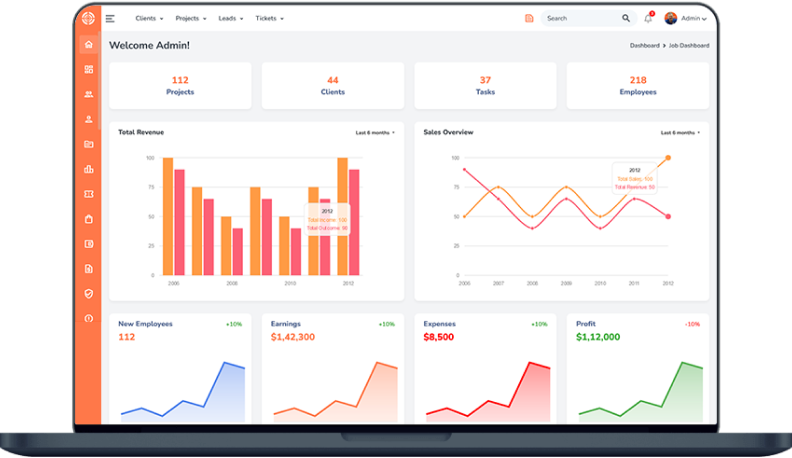 Clients Projects Leads Tickets Search 2 Admin
Welcome Admin! Dashboard > Job Dashboard
112 44 37 218
Projects Clients Tasks Employees
Total Revenue Last 6 months Sales Overview Last 6 months
100 100
2012
Total Sales: 100
Total Revenue: 50
75 75
2012
Total Income: 100
Total Outcome: 90
50 50
25 25
0 0
2006 2008 2010 2012 2006 2007 2008 2009 2010 2011 2012
New Employees +10% Earnings +10% Expenses +10% Profit -10%
112 $1,42,300 $8,500 $1,12,000